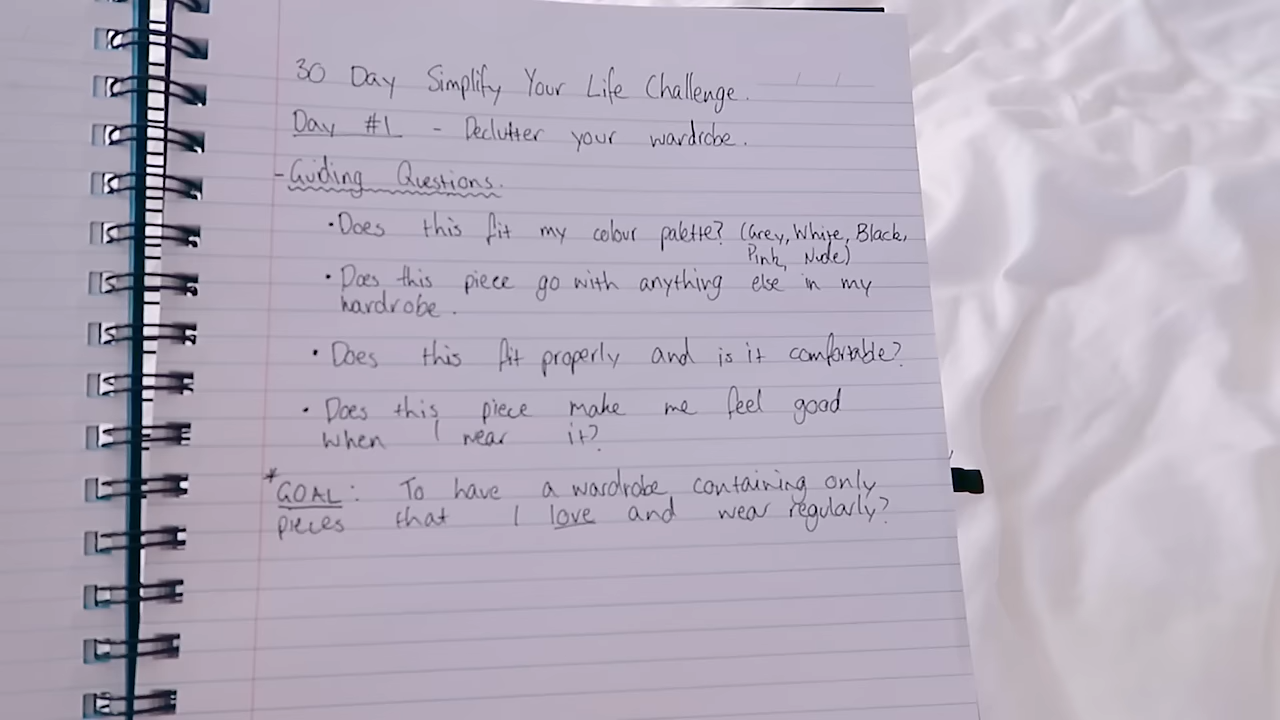 30 Day Simplify Your Life Challenge.
Day #1 - Declutter your wardrobe.
- Guiding Questions.
• Does this fit my colour palette? (Grey, White, Black,
Pink, Nude)
• Does this piece go with anything else in my
wardrobe.
• Does this fit properly and is it comfortable?
• Does this piece make me feel good
when I wear it?
* GOAL: To have a wardrobe containing only
pieces that I love and wear regularly?